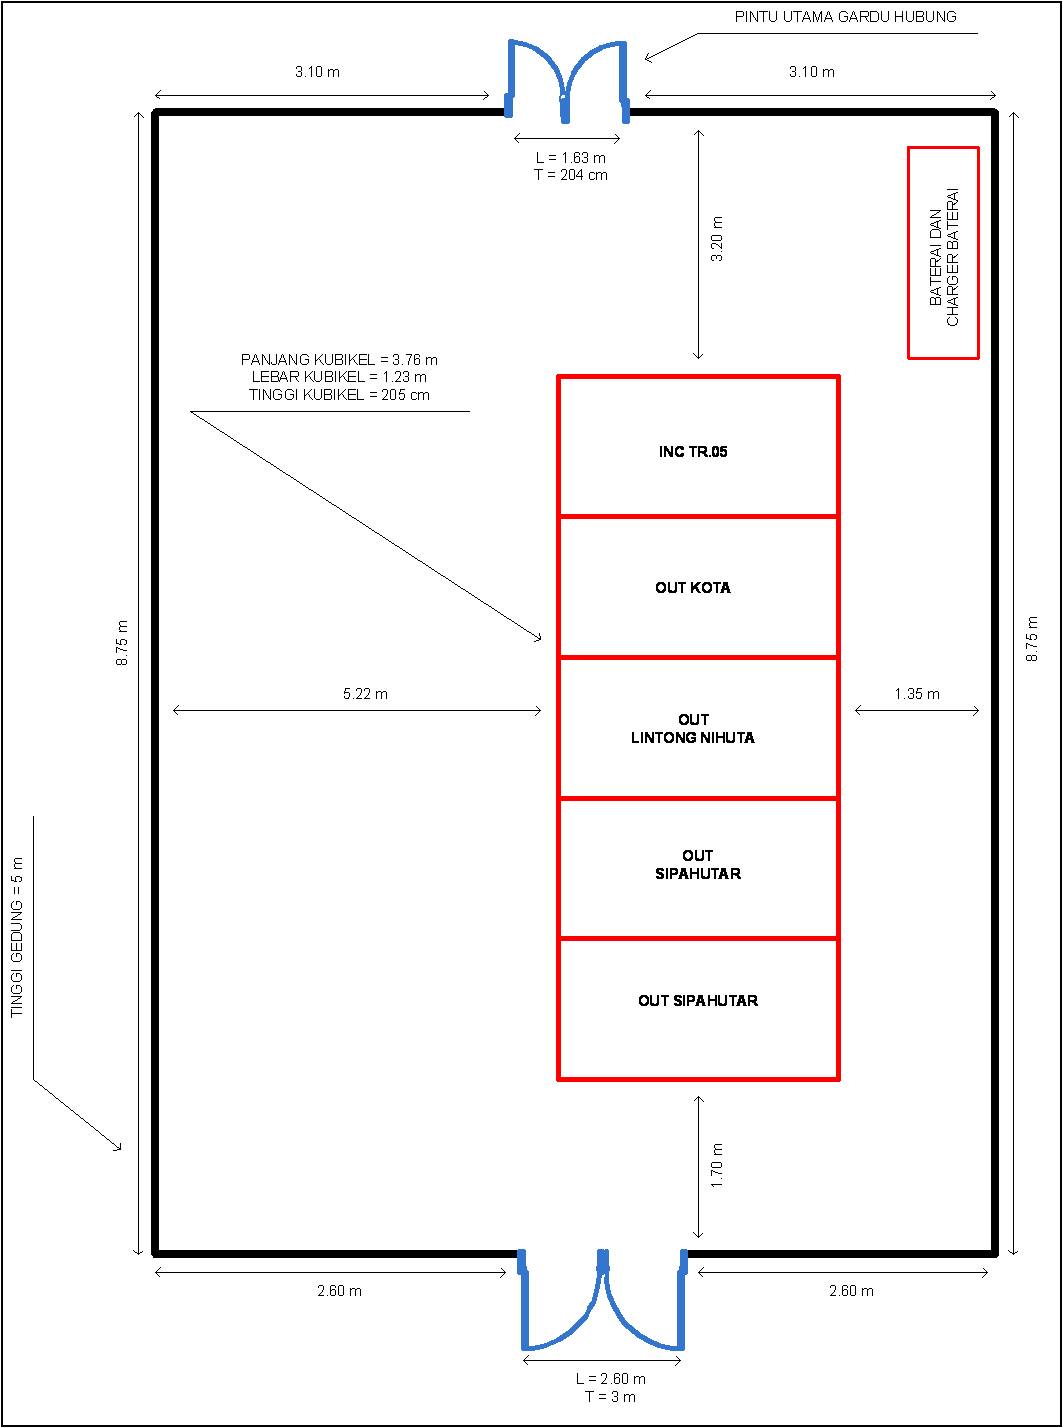 PINTU UTAMA GARDU HUBUNG
3.10 m
3.10 m
L = 1.63 m
T = 204 cm
3.20 m
BATERAI DAN
CHARGER BATERAI
PANJANG KUBIKEL = 3.76 m
LEBAR KUBIKEL = 1.23 m
TINGGI KUBIKEL = 205 cm
INC TR.05
OUT KOTA
8.75 m
8.75 m
5.22 m
1.35 m
OUT
LINTONG NIHUTA
OUT
SIPAHUTAR
TINGGI GEDUNG = 5 m
OUT SIPAHUTAR
1.70 m
2.60 m
2.60 m
L = 2.60 m
T = 3 m